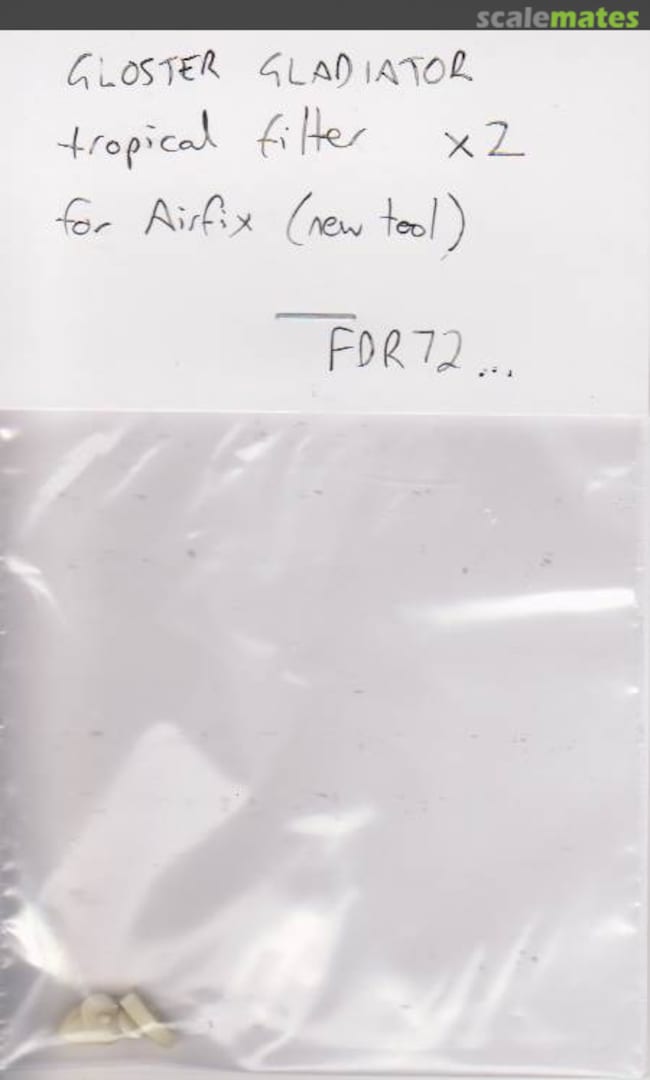 scalemates
GLOSTER GLADIATOR
tropical filter x2
for Airfix (new tool)
FDR72...